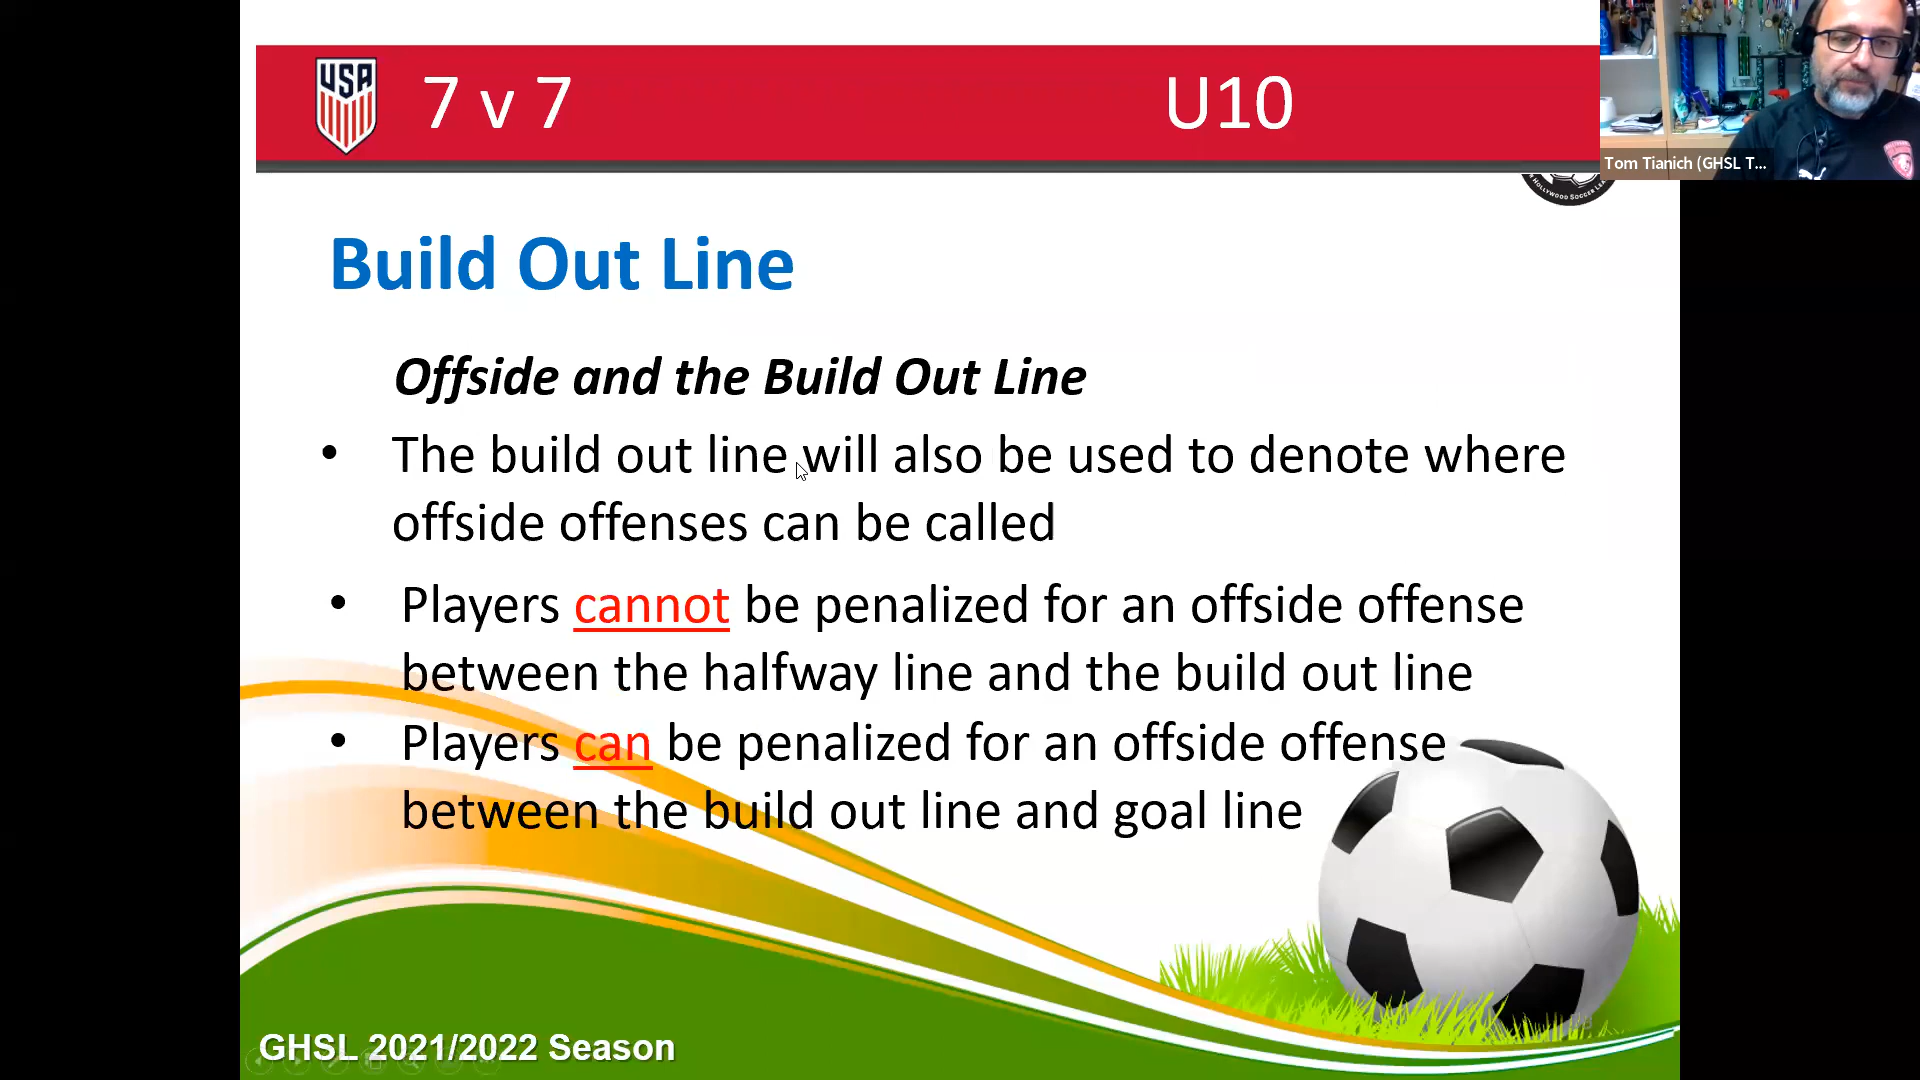 USA
7 v 7
U10
Tom Tianich (GHSL T...
HOLLYWOOD SOCCER LEA
Build Out Line
Offside and the Build Out Line
• The build out line will also be used to denote where
offside offenses can be called
• Players cannot be penalized for an offside offense
between the halfway line and the build out line
• Players can be penalized for an offside offense
between the build out line and goal line
GHSL 2021/2022 Season